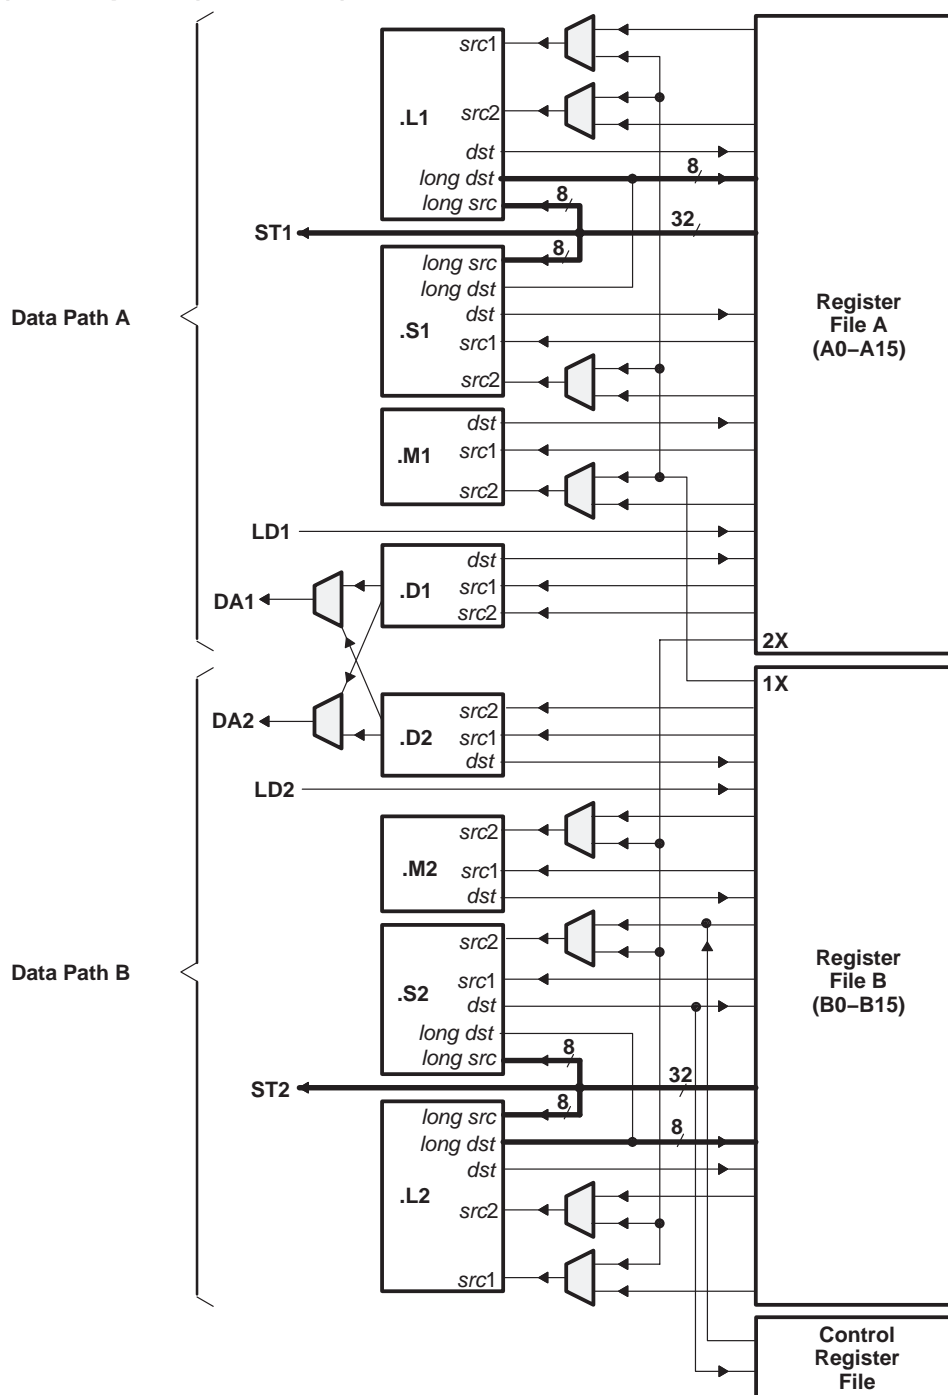 src1
.L1
src2
dst
long dst
8
long src
8
ST1
32
8
long src
long dst
dst
.S1
src1
src2
Data Path A
Register
File A
(A0–A15)
dst
.M1
src1
src2
LD1
dst
.D1
src1
src2
DA1
2X
1X
DA2
src2
.D2
src1
dst
LD2
src2
.M2
src1
dst
src2
.S2
src1
dst
long dst
long src
8
Data Path B
Register
File B
(B0–B15)
ST2
32
8
long src
long dst
8
dst
.L2
src2
src1
Control
Register
File